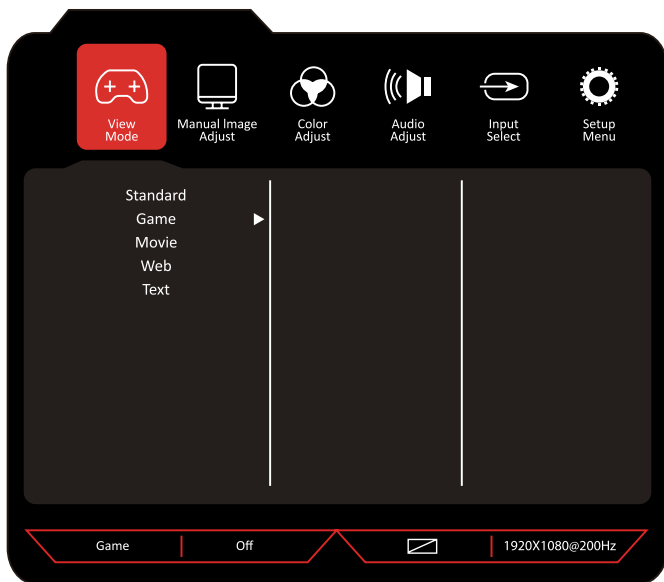 View
Mode
Manual Image
Adjust
Color
Adjust
Audio
Adjust
Input
Select
Setup
Menu
Standard
Game
Movie
Web
Text
Game
Off
1920X1080@200Hz